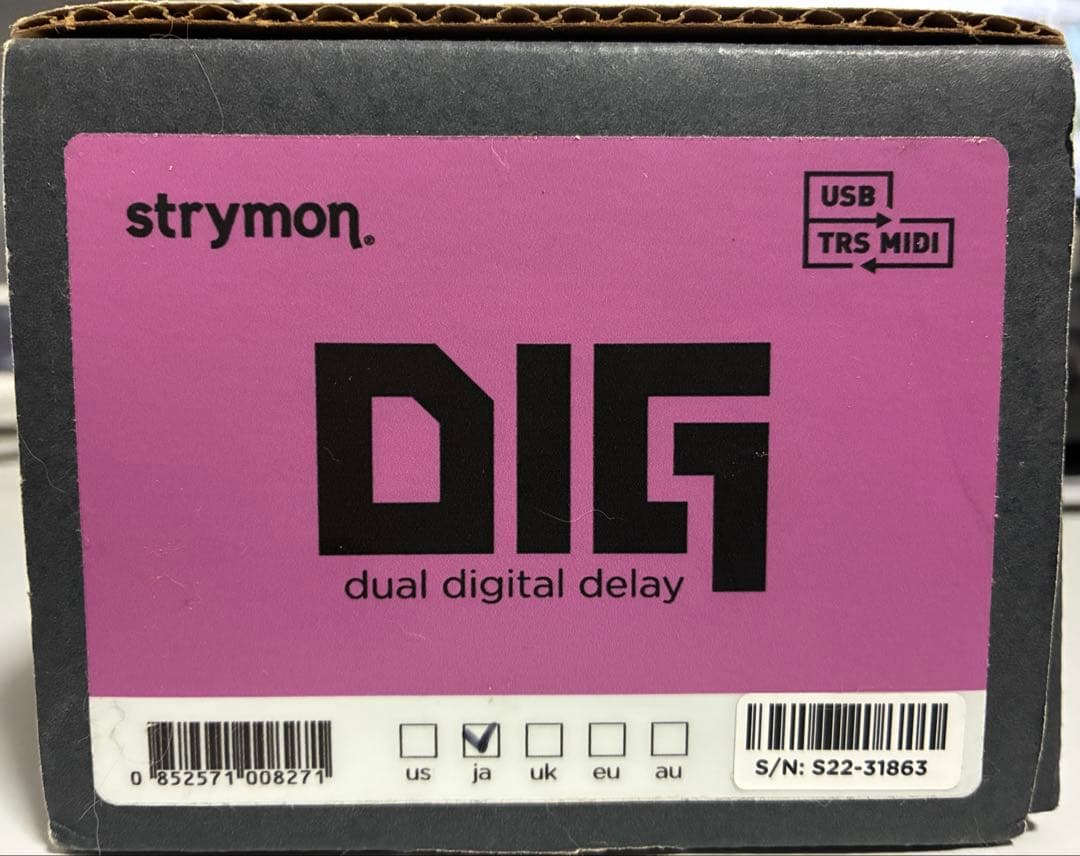 strymon®
USB
TRS MIDI
DIG
dual digital delay
0 852571 008271
us ja uk eu au
S/N: S22-31863